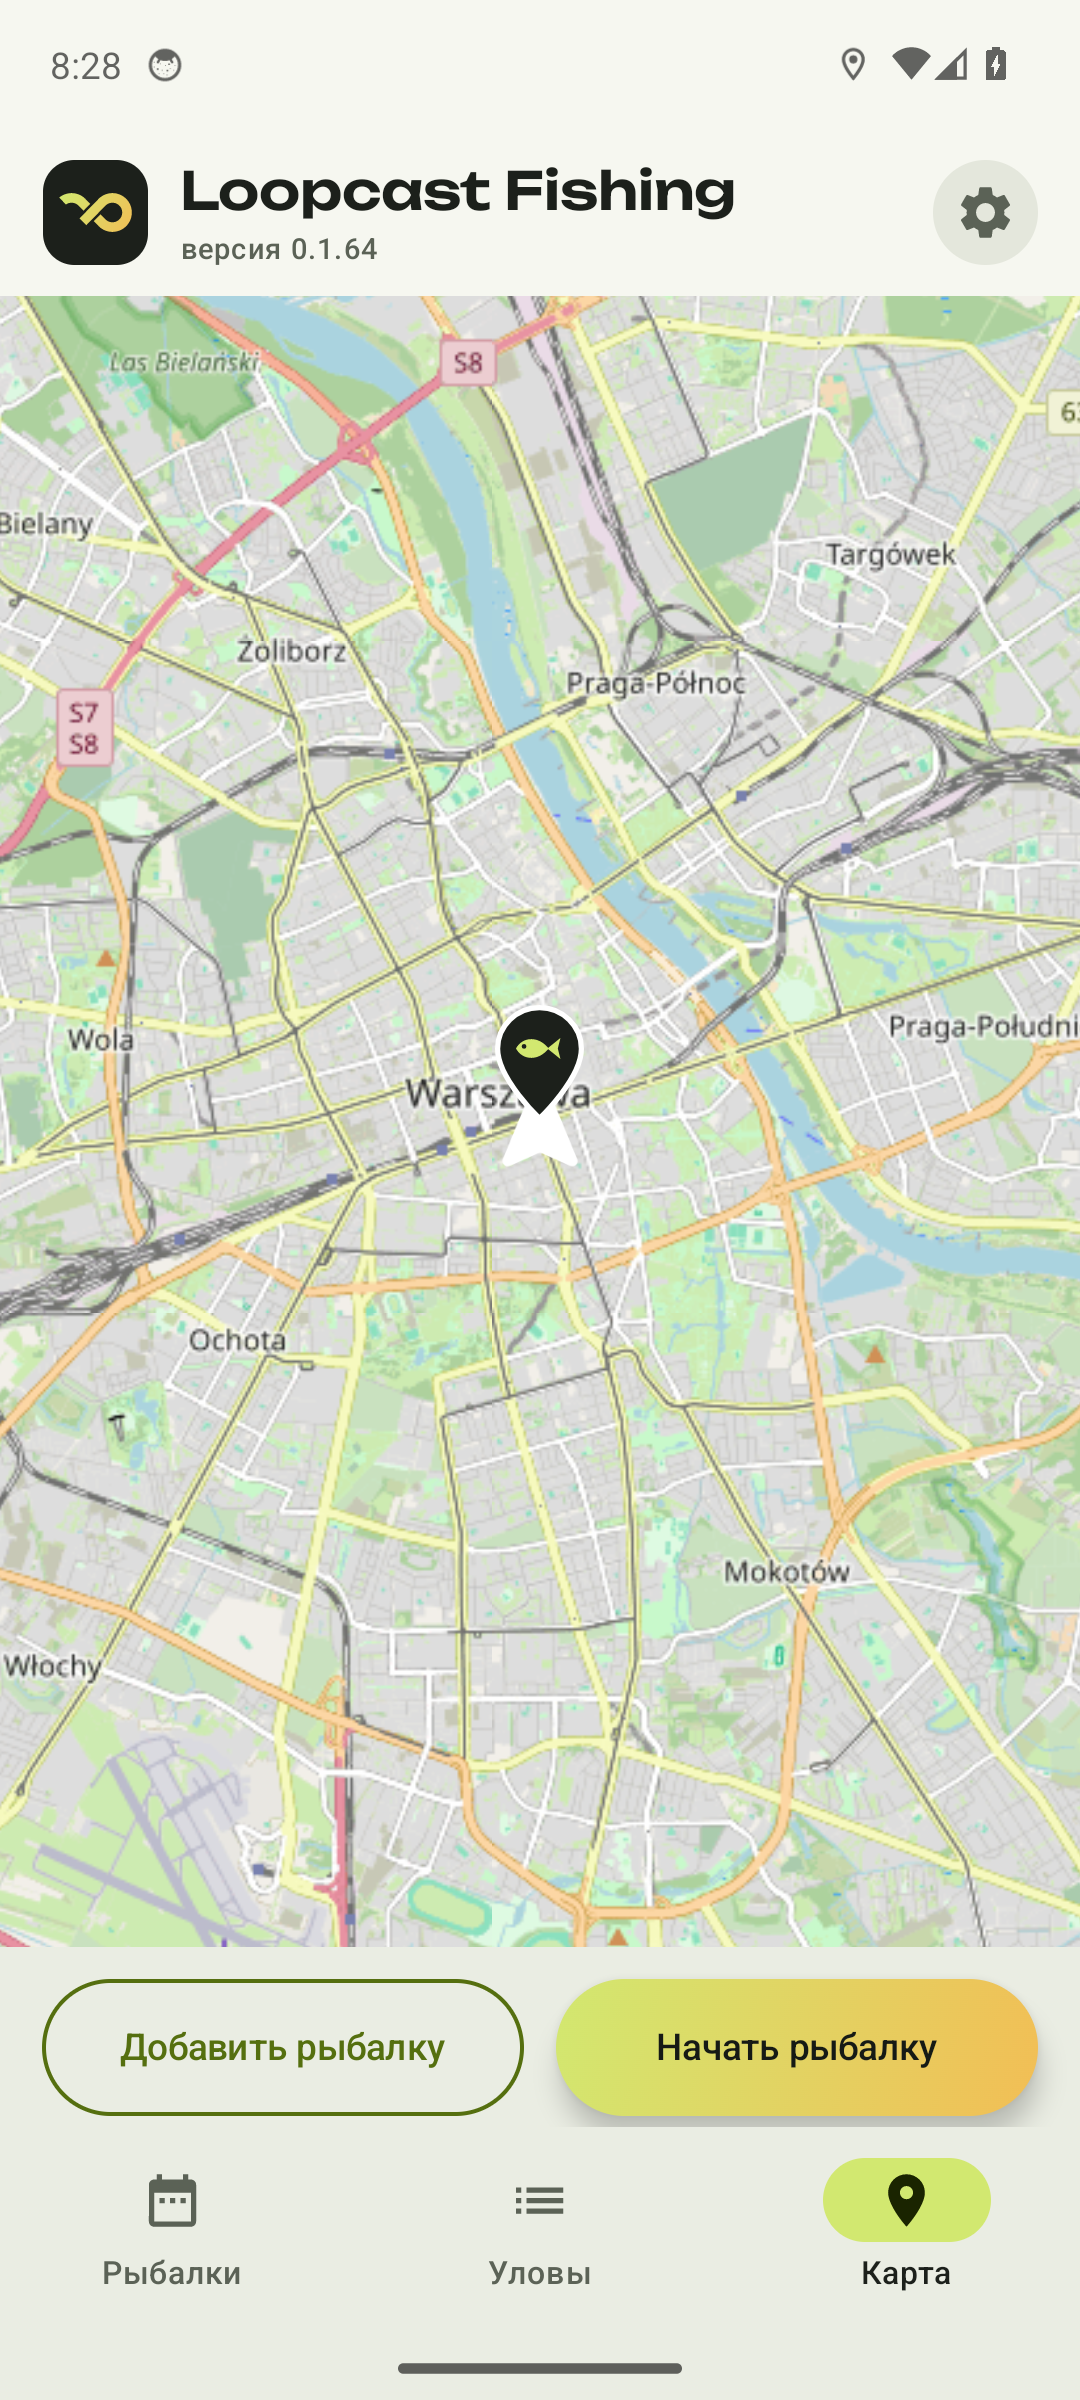 8:28
Loopcast Fishing
версия 0.1.64
Las Bielański
S8
Bielany
Targówek
Żoliborz
Praga-Północ
S7
S8
Wola
Praga-Południ
Ochota
Mokotów
Włochy
Добавить рыбалку
Начать рыбалку
Рыбалки
Уловы
Карта